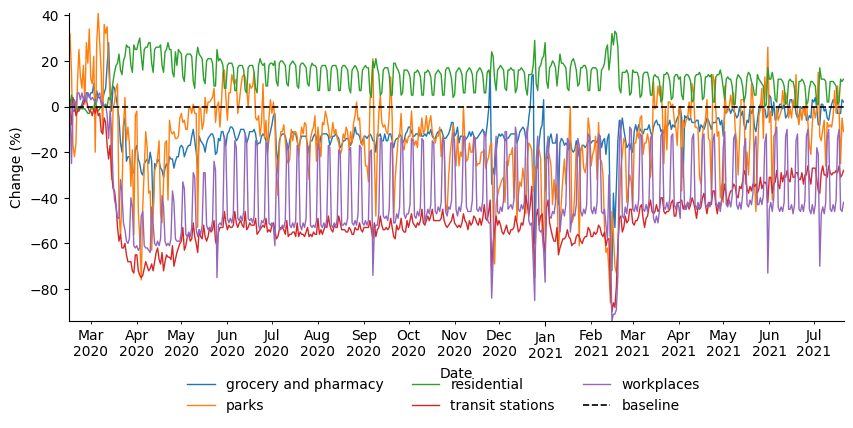 40
20
0
−20
−40
−60
−80
Change (%)
Mar Apr May Jun Jul Aug Sep Oct Nov Dec Jan Feb Mar Apr May Jun Jul
2020 2020 2020 2020 2020 2020 2020 2020 2020 2020 2021 2021 2021 2021 2021 2021 2021
Date
grocery and pharmacy residential workplaces
parks transit stations baseline